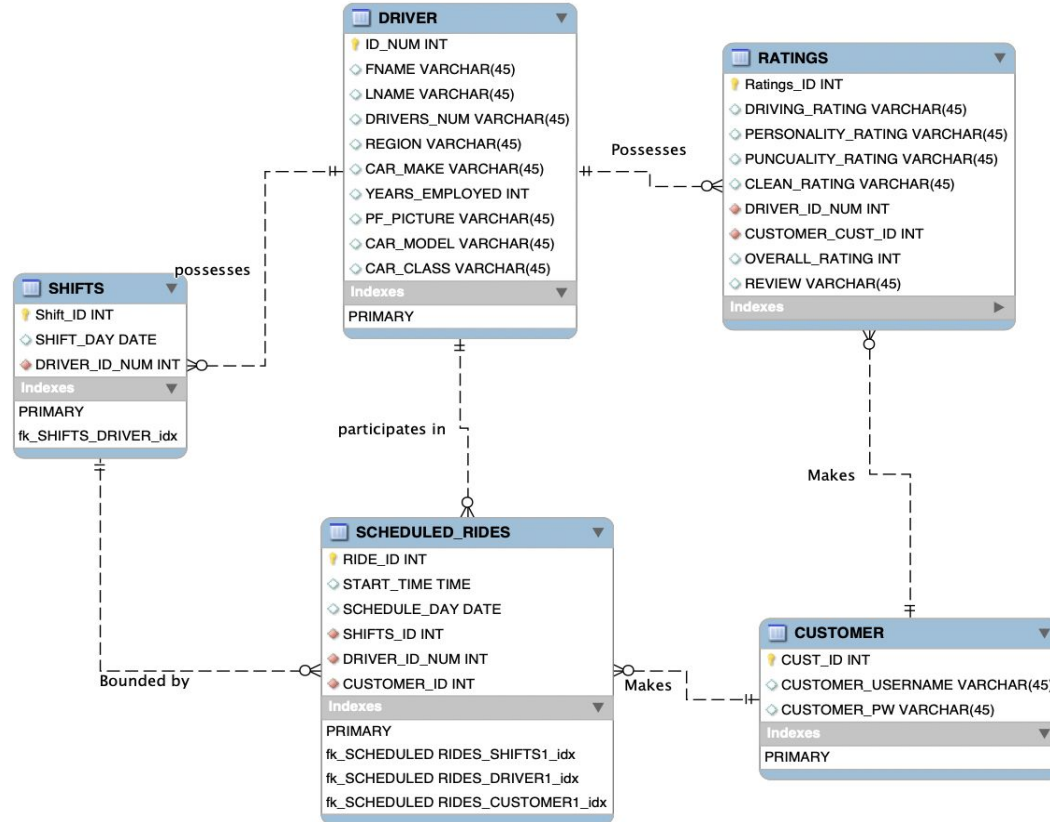 DRIVER
ID_NUM INT
FNAME VARCHAR(45)
LNAME VARCHAR(45)
DRIVERS_NUM VARCHAR(45)
REGION VARCHAR(45)
CAR_MAKE VARCHAR(45)
YEARS_EMPLOYED INT
PF_PICTURE VARCHAR(45)
CAR_MODEL VARCHAR(45)
CAR_CLASS VARCHAR(45)
Indexes
PRIMARY
RATINGS
Ratings_ID INT
DRIVING_RATING VARCHAR(45)
PERSONALITY_RATING VARCHAR(45)
PUNCUALITY_RATING VARCHAR(45)
CLEAN_RATING VARCHAR(45)
DRIVER_ID_NUM INT
CUSTOMER_CUST_ID INT
OVERALL_RATING INT
REVIEW VARCHAR(45)
Indexes
Possesses
possesses
SHIFTS
Shift_ID INT
SHIFT_DAY DATE
DRIVER_ID_NUM INT
Indexes
PRIMARY
fk_SHIFTS_DRIVER_idx
participates in
Makes
Bounded by
SCHEDULED_RIDES
RIDE_ID INT
START_TIME TIME
SCHEDULE_DAY DATE
SHIFTS_ID INT
DRIVER_ID_NUM INT
CUSTOMER_ID INT
Indexes
PRIMARY
fk_SCHEDULED RIDES_SHIFTS1_idx
fk_SCHEDULED RIDES_DRIVER1_idx
fk_SCHEDULED RIDES_CUSTOMER1_idx
Makes
CUSTOMER
CUST_ID INT
CUSTOMER_USERNAME VARCHAR(45)
CUSTOMER_PW VARCHAR(45)
Indexes
PRIMARY